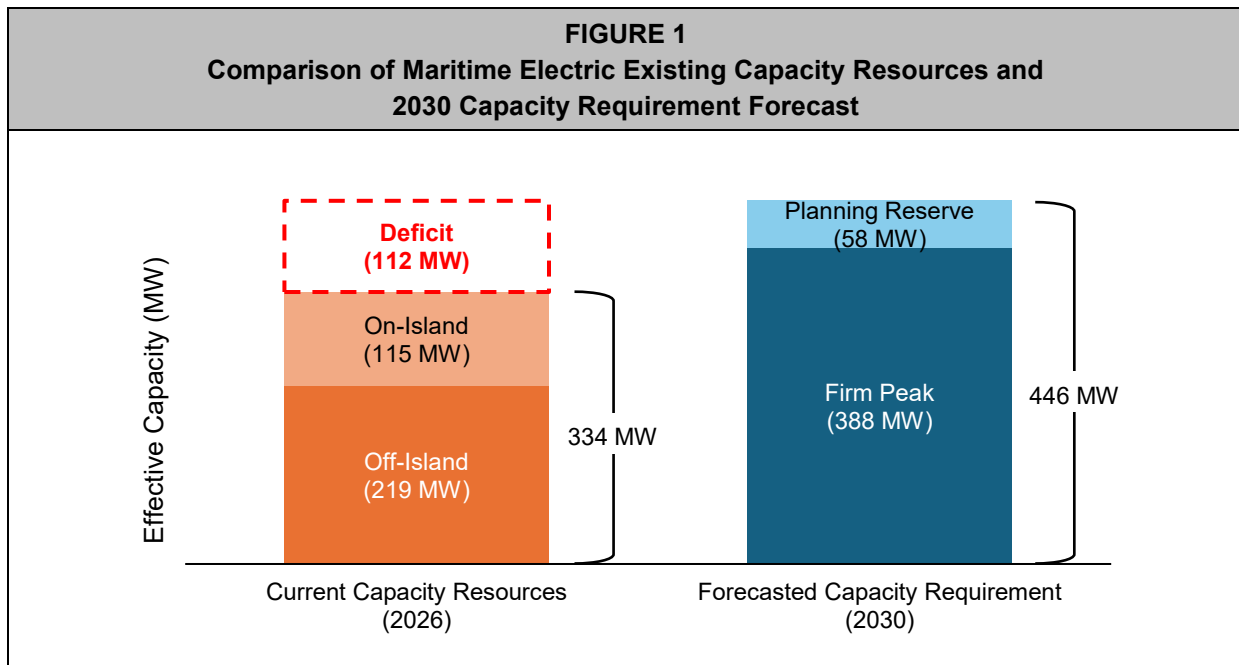 FIGURE 1
Comparison of Maritime Electric Existing Capacity Resources and
2030 Capacity Requirement Forecast
Effective Capacity (MW)
Deficit
(112 MW)
On-Island
(115 MW)
Off-Island
(219 MW)
334 MW
Planning Reserve
(58 MW)
Firm Peak
(388 MW)
446 MW
Current Capacity Resources
(2026)
Forecasted Capacity Requirement
(2030)